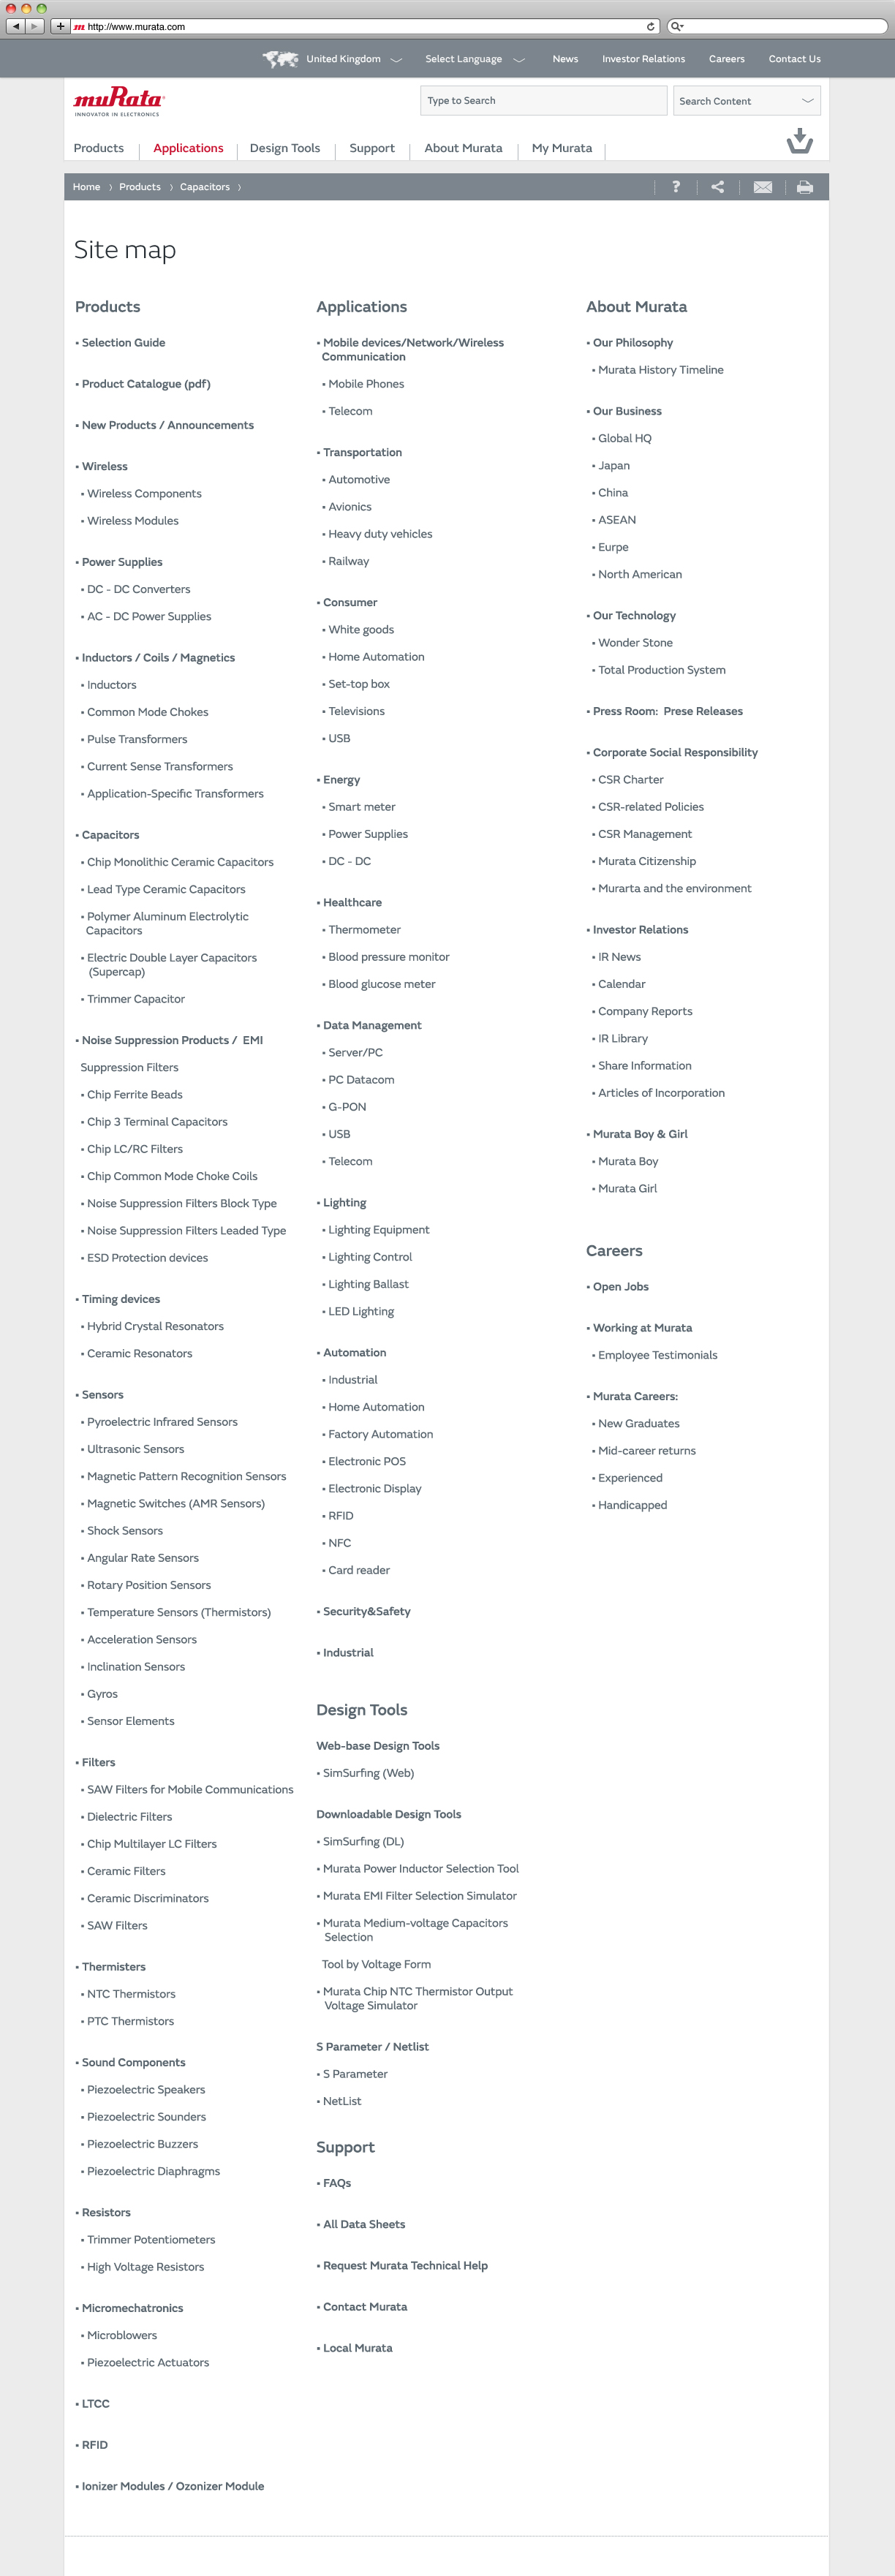 http://www.murata.com
United Kingdom
Select Language
News
Investor Relations
Careers
Contact Us
muRata
INNOVATOR IN ELECTRONICS
Type to Search
Search Content
Products
Applications
Design Tools
Support
About Murata
My Murata
Home
Products
Capacitors
?
Site map
Products
▪ Selection Guide
▪ Product Catalogue (pdf)
▪ New Products / Announcements
▪ Wireless
▪ Wireless Components
▪ Wireless Modules
▪ Power Supplies
▪ DC - DC Converters
▪ AC - DC Power Supplies
▪ Inductors / Coils / Magnetics
▪ Inductors
▪ Common Mode Chokes
▪ Pulse Transformers
▪ Current Sense Transformers
▪ Application-Specific Transformers
▪ Capacitors
▪ Chip Monolithic Ceramic Capacitors
▪ Lead Type Ceramic Capacitors
▪ Polymer Aluminum Electrolytic
Capacitors
▪ Electric Double Layer Capacitors
(Supercap)
▪ Trimmer Capacitor
▪ Noise Suppression Products / EMI
Suppression Filters
▪ Chip Ferrite Beads
▪ Chip 3 Terminal Capacitors
▪ Chip LC/RC Filters
▪ Chip Common Mode Choke Coils
▪ Noise Suppression Filters Block Type
▪ Noise Suppression Filters Leaded Type
▪ ESD Protection devices
▪ Timing devices
▪ Hybrid Crystal Resonators
▪ Ceramic Resonators
▪ Sensors
▪ Pyroelectric Infrared Sensors
▪ Ultrasonic Sensors
▪ Magnetic Pattern Recognition Sensors
▪ Magnetic Switches (AMR Sensors)
▪ Shock Sensors
▪ Angular Rate Sensors
▪ Rotary Position Sensors
▪ Temperature Sensors (Thermistors)
▪ Acceleration Sensors
▪ Inclination Sensors
▪ Gyros
▪ Sensor Elements
▪ Filters
▪ SAW Filters for Mobile Communications
▪ Dielectric Filters
▪ Chip Multilayer LC Filters
▪ Ceramic Filters
▪ Ceramic Discriminators
▪ SAW Filters
▪ Thermisters
▪ NTC Thermistors
▪ PTC Thermistors
▪ Sound Components
▪ Piezoelectric Speakers
▪ Piezoelectric Sounders
▪ Piezoelectric Buzzers
▪ Piezoelectric Diaphragms
▪ Resistors
▪ Trimmer Potentiometers
▪ High Voltage Resistors
▪ Micromechatronics
▪ Microblowers
▪ Piezoelectric Actuators
▪ LTCC
▪ RFID
▪ Ionizer Modules / Ozonizer Module
Applications
▪ Mobile devices/Network/Wireless
Communication
▪ Mobile Phones
▪ Telecom
▪ Transportation
▪ Automotive
▪ Avionics
▪ Heavy duty vehicles
▪ Railway
▪ Consumer
▪ White goods
▪ Home Automation
▪ Set-top box
▪ Televisions
▪ USB
▪ Energy
▪ Smart meter
▪ Power Supplies
▪ DC - DC
▪ Healthcare
▪ Thermometer
▪ Blood pressure monitor
▪ Blood glucose meter
▪ Data Management
▪ Server/PC
▪ PC Datacom
▪ G-PON
▪ USB
▪ Telecom
▪ Lighting
▪ Lighting Equipment
▪ Lighting Control
▪ Lighting Ballast
▪ LED Lighting
▪ Automation
▪ Industrial
▪ Home Automation
▪ Factory Automation
▪ Electronic POS
▪ Electronic Display
▪ RFID
▪ NFC
▪ Card reader
▪ Security&Safety
▪ Industrial
Design Tools
Web-base Design Tools
▪ SimSurfing (Web)
Downloadable Design Tools
▪ SimSurfing (DL)
▪ Murata Power Inductor Selection Tool
▪ Murata EMI Filter Selection Simulator
▪ Murata Medium-voltage Capacitors
Selection
Tool by Voltage Form
▪ Murata Chip NTC Thermistor Output
Voltage Simulator
S Parameter / Netlist
▪ S Parameter
▪ NetList
Support
▪ FAQs
▪ All Data Sheets
▪ Request Murata Technical Help
▪ Contact Murata
▪ Local Murata
About Murata
▪ Our Philosophy
▪ Murata History Timeline
▪ Our Business
▪ Global HQ
▪ Japan
▪ China
▪ ASEAN
▪ Eurpe
▪ North American
▪ Our Technology
▪ Wonder Stone
▪ Total Production System
▪ Press Room: Prese Releases
▪ Corporate Social Responsibility
▪ CSR Charter
▪ CSR-related Policies
▪ CSR Management
▪ Murata Citizenship
▪ Murarta and the environment
▪ Investor Relations
▪ IR News
▪ Calendar
▪ Company Reports
▪ IR Library
▪ Share Information
▪ Articles of Incorporation
▪ Murata Boy & Girl
▪ Murata Boy
▪ Murata Girl
Careers
▪ Open Jobs
▪ Working at Murata
▪ Employee Testimonials
▪ Murata Careers:
▪ New Graduates
▪ Mid-career returns
▪ Experienced
▪ Handicapped